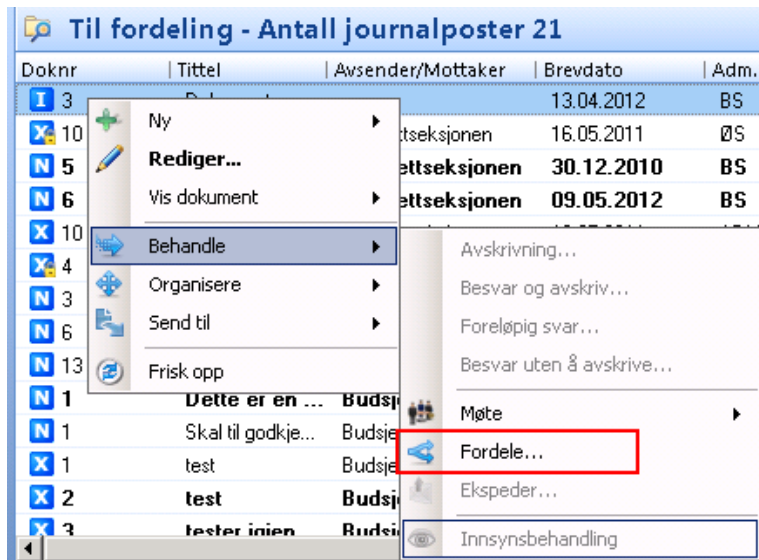 Til fordeling - Antall journalposter 21
Doknr Tittel Avsender/Mottaker Brevdato Adm.
I 3 13.04.2012 BS
X 10 ttseksjonen 16.05.2011 ØS
N 5 ettseksjonen 30.12.2010 BS
N 6 ettseksjonen 09.05.2012 BS
X 10
X 4
N 3
N 6
N 13
N 1 Dette er en ... Budsj
N 1 Skal til godkje... Budsje
X 1 test Budsje
X 2 test Budsj
X 3 tester igjen Budsj
Ny
Rediger...
Vis dokument
Behandle
Organisere
Send til
Frisk opp
Avskrivning...
Besvar og avskriv...
Foreløpig svar...
Besvar uten å avskrive...
Møte
Fordele...
Ekspeder...
Innsynsbehandling